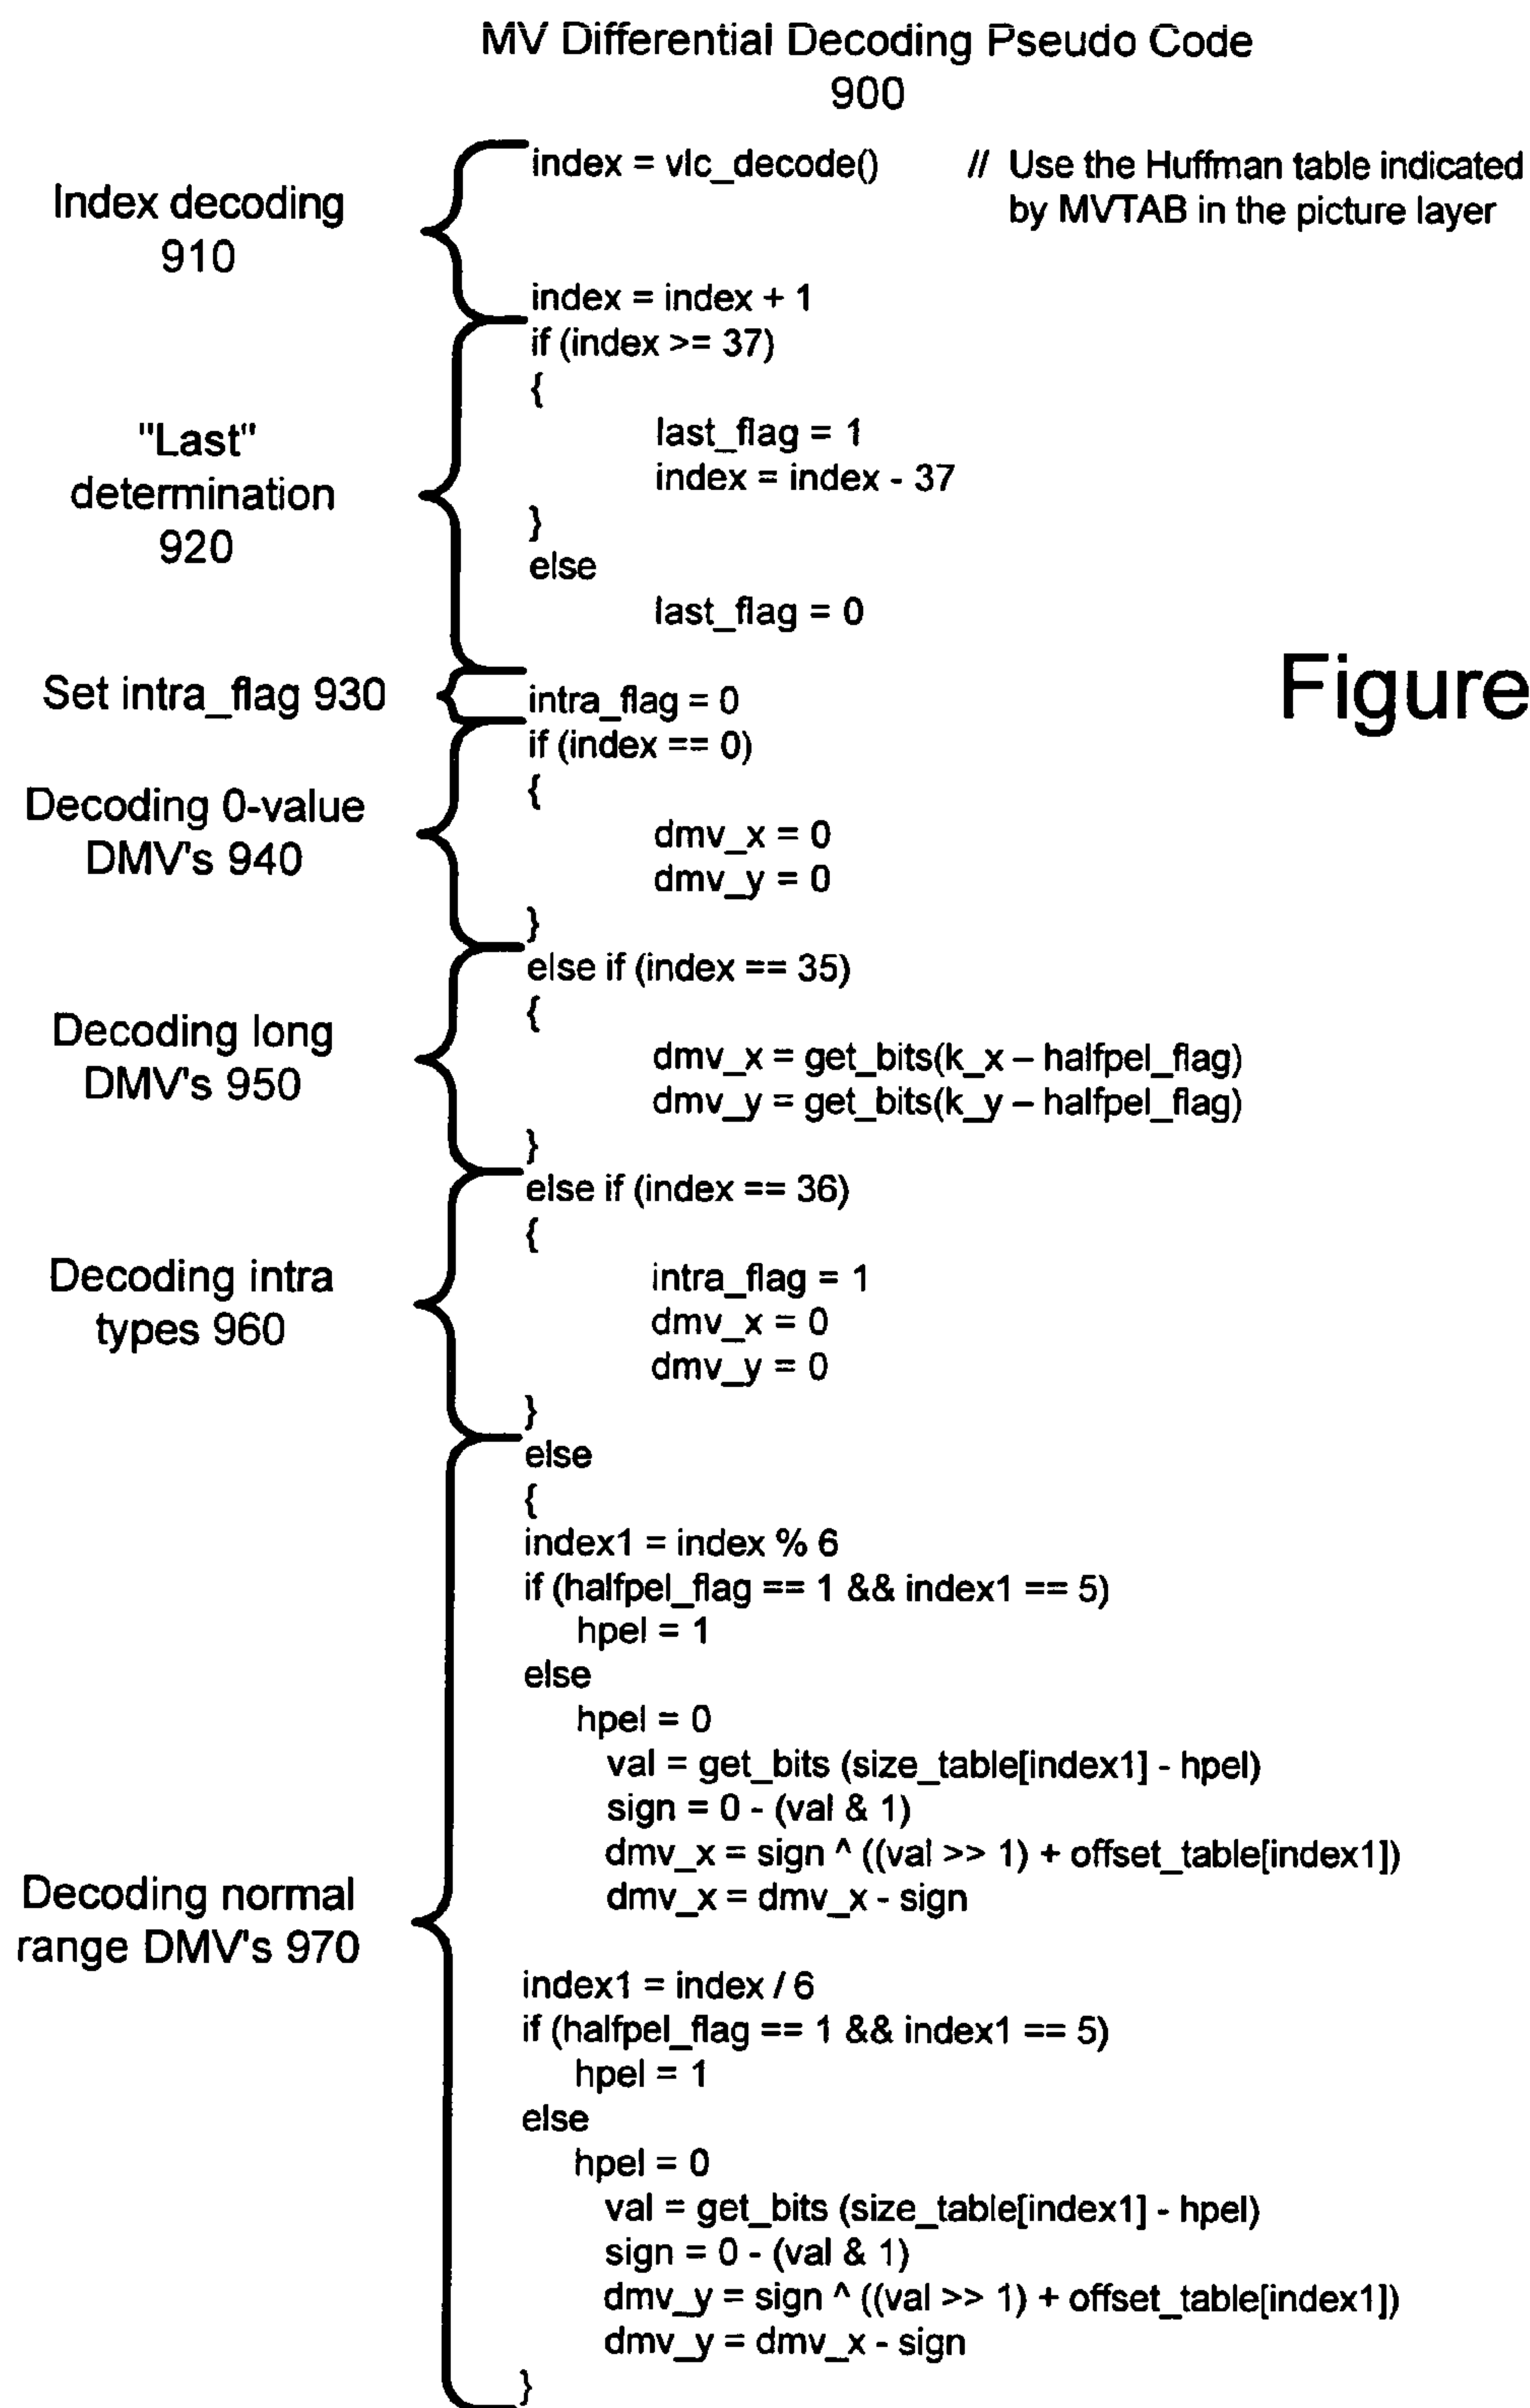 MV Differential Decoding Pseudo Code
900
Index decoding
910
index = vlc_decode() // Use the Huffman table indicated
by MVTAB in the picture layer
index = index + 1
"Last"
determination
920
if (index >= 37)
{
last_flag = 1
index = index - 37
}
else
last_flag = 0
Figure
Set intra_flag 930
intra_flag = 0
Decoding 0-value
DMV's 940
if (index == 0)
{
dmv_x = 0
dmv_y = 0
}
Decoding long
DMV's 950
else if (index == 35)
{
dmv_x = get_bits(k_x – halfpel_flag)
dmv_y = get_bits(k_y – halfpel_flag)
}
Decoding intra
types 960
else if (index == 36)
{
intra_flag = 1
dmv_x = 0
dmv_y = 0
}
Decoding normal
range DMV's 970
else
{
index1 = index % 6
if (halfpel_flag == 1 && index1 == 5)
hpel = 1
else
hpel = 0
val = get_bits (size_table[index1] - hpel)
sign = 0 - (val & 1)
dmv_x = sign ^ ((val >> 1) + offset_table[index1])
dmv_x = dmv_x - sign
index1 = index / 6
if (halfpel_flag == 1 && index1 == 5)
hpel = 1
else
hpel = 0
val = get_bits (size_table[index1] - hpel)
sign = 0 - (val & 1)
dmv_y = sign ^ ((val >> 1) + offset_table[index1])
dmv_y = dmv_x - sign
}